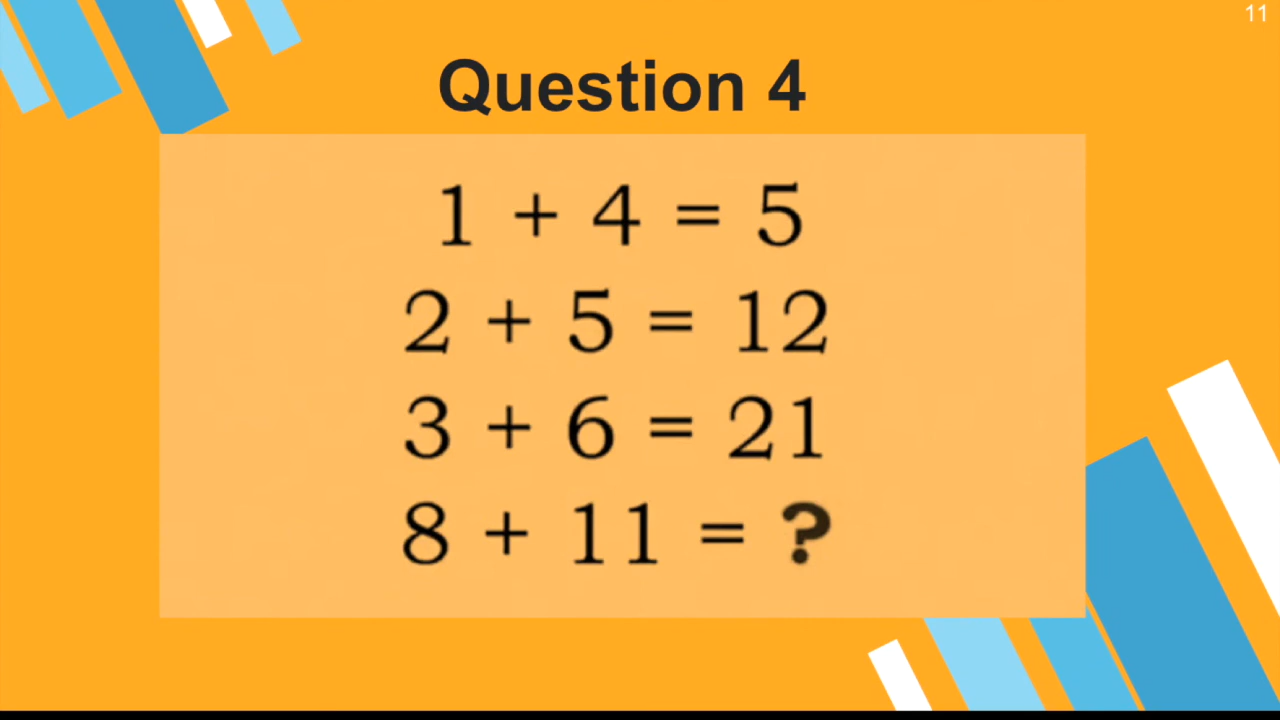 11
Question 4
1 + 4 = 5
2 + 5 = 12
3 + 6 = 21
8 + 11 = ?